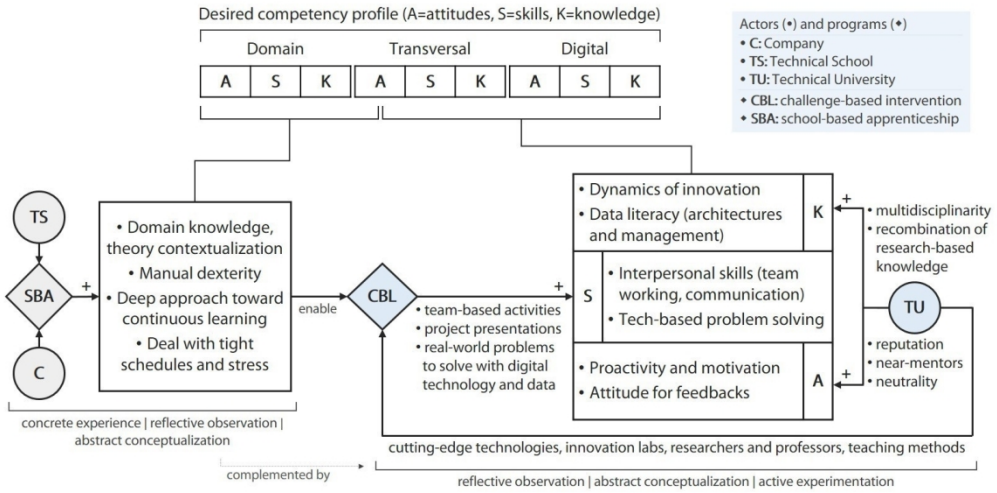 Desired competency profile (A=attitudes, S=skills, K=knowledge)
Domain Transversal Digital
A S K A S K A S K
Actors (•) and programs (◆)
• C: Company
• TS: Technical School
• TU: Technical University
◆ CBL: challenge-based intervention
◆ SBA: school-based apprenticeship
TS
SBA
C
+
• Domain knowledge,
theory contextualization
• Manual dexterity
• Deep approach toward
continuous learning
• Deal with tight
schedules and stress
enable
CBL
+
• team-based activities
• project presentations
• real-world problems
to solve with digital
technology and data
• Dynamics of innovation
• Data literacy (architectures
and management)
K
S
• Interpersonal skills (team
working, communication)
• Tech-based problem solving
• Proactivity and motivation
• Attitude for feedbacks
A
+
• multidisciplinarity
• recombination of
research-based
knowledge
TU
+
• reputation
• near-mentors
• neutrality
concrete experience | reflective observation |
abstract conceptualization
cutting-edge technologies, innovation labs, researchers and professors, teaching methods
complemented by
reflective observation | abstract conceptualization | active experimentation